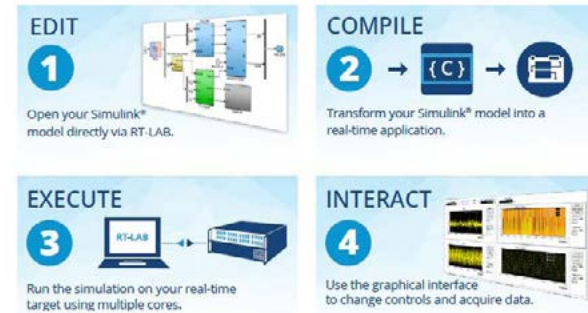 EDIT
1
Open your Simulink®
model directly via RT-LAB.
COMPILE
2
{C}
Transform your Simulink® model into a
real-time application.
EXECUTE
3
RT-LAB
Run the simulation on your real-time
target using multiple cores.
INTERACT
4
Use the graphical interface
to change controls and acquire data.